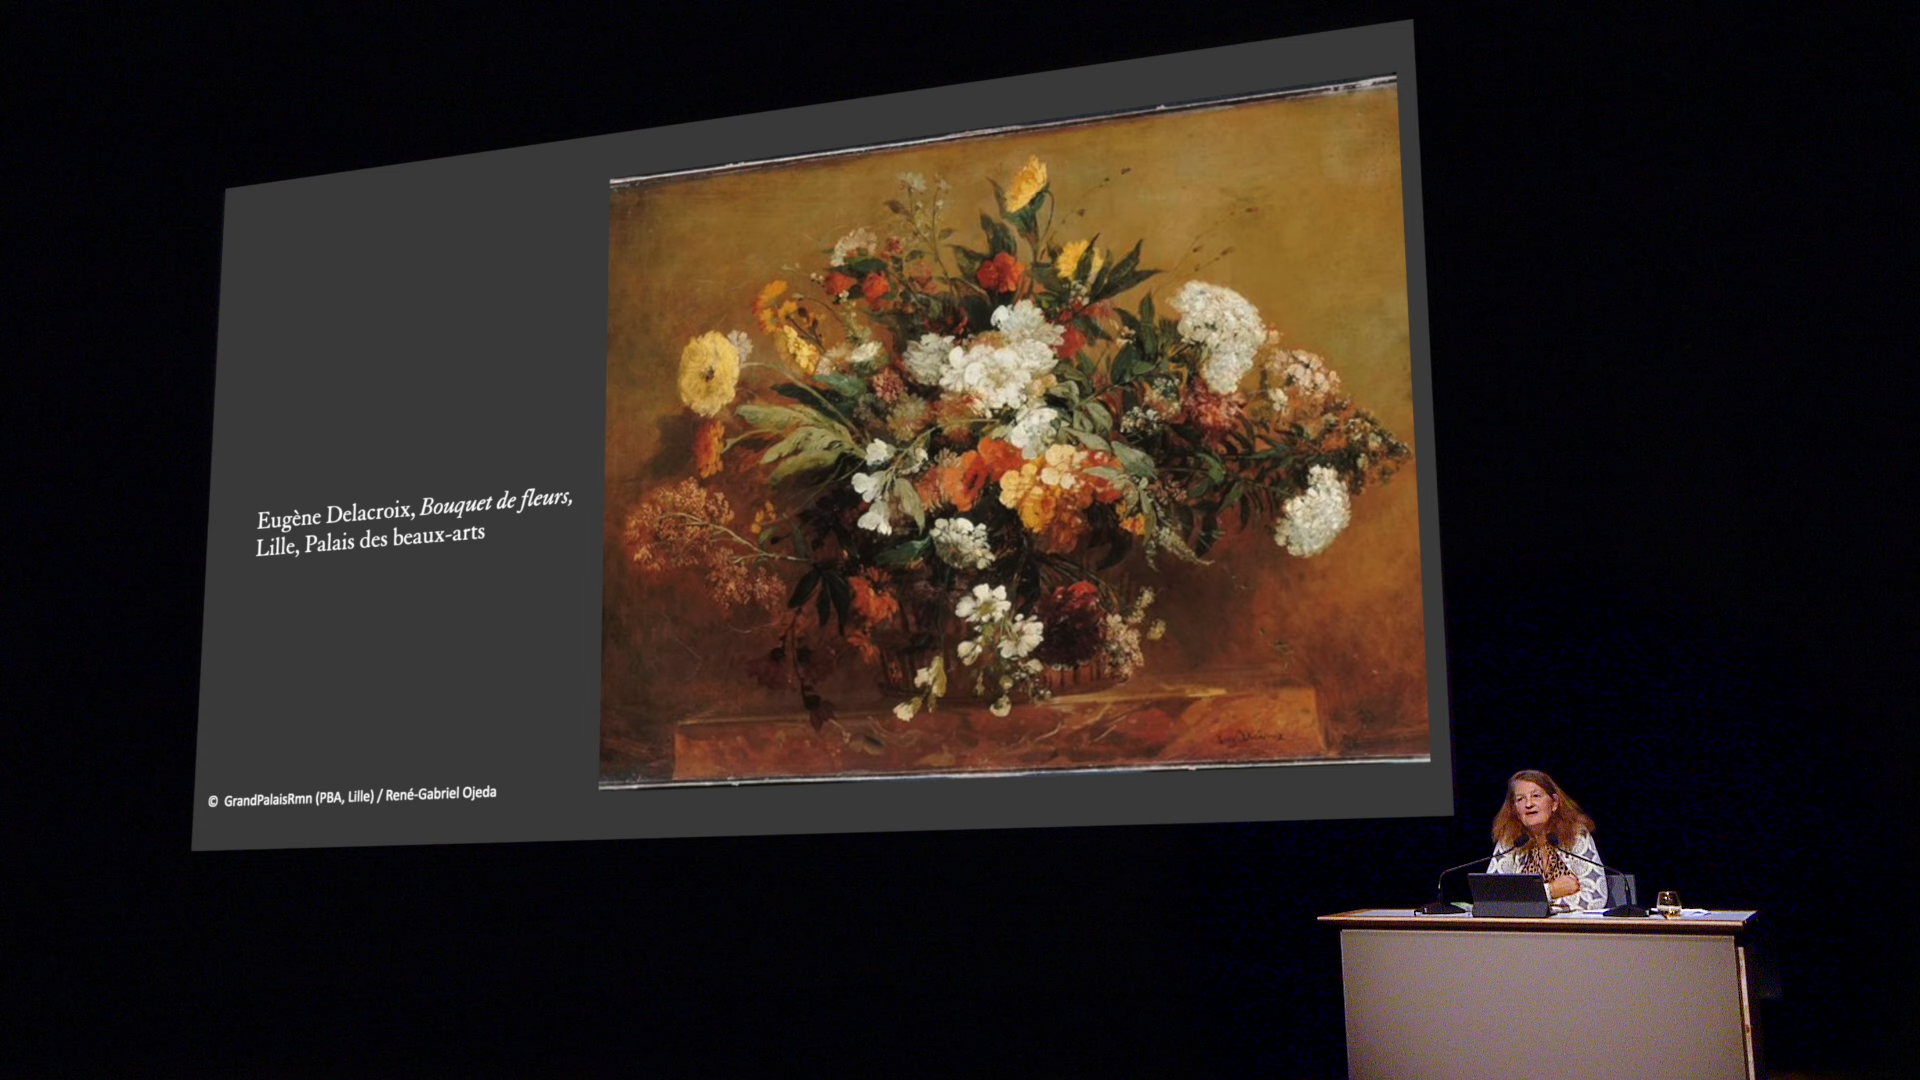 Eugène Delacroix, Bouquet de fleurs,
Lille, Palais des beaux-arts
© GrandPalaisRmn (PBA, Lille) / René-Gabriel Ojeda